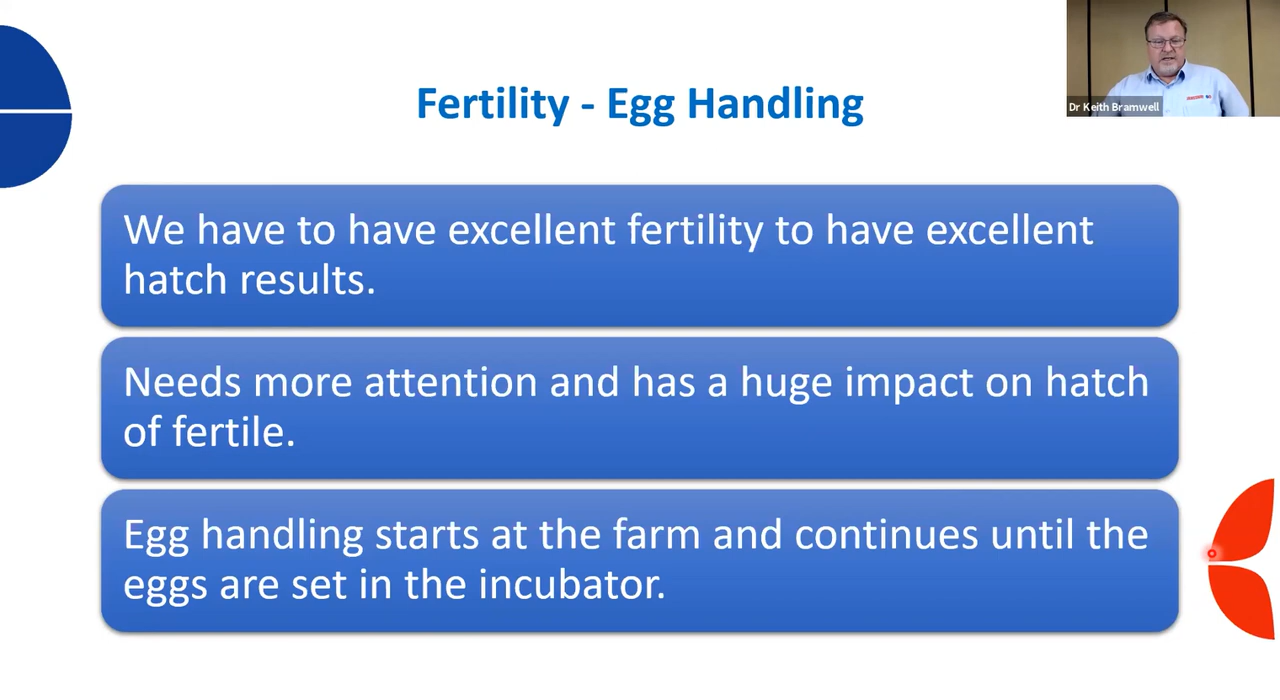 Dr Keith Bramwell
Fertility - Egg Handling
We have to have excellent fertility to have excellent
hatch results.
Needs more attention and has a huge impact on hatch
of fertile.
Egg handling starts at the farm and continues until the
eggs are set in the incubator.